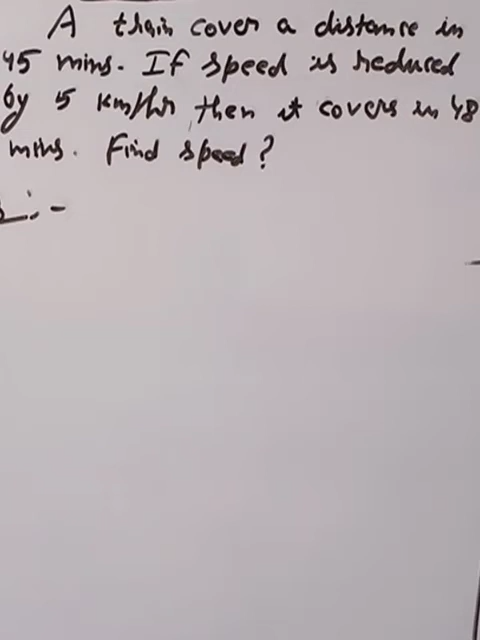 A train cover a distance in
45 mins. If speed is reduced
by 5 km/hr then it covers in 48
mins. Find speed?
:-